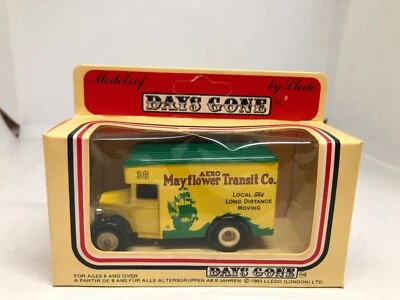 Models of by Lledo
DAYS GONE
38
AERO
Mayflower Transit Co.
LOCAL and
LONG DISTANCE
MOVING
FOR AGES 8 AND OVER
A PARTIR DE 8 ANS FUR ALLE ALTERSGRUPPEN AB 8 JAHREN
DAYS GONE
© 1983 LLEDO (LONDON) LTD.